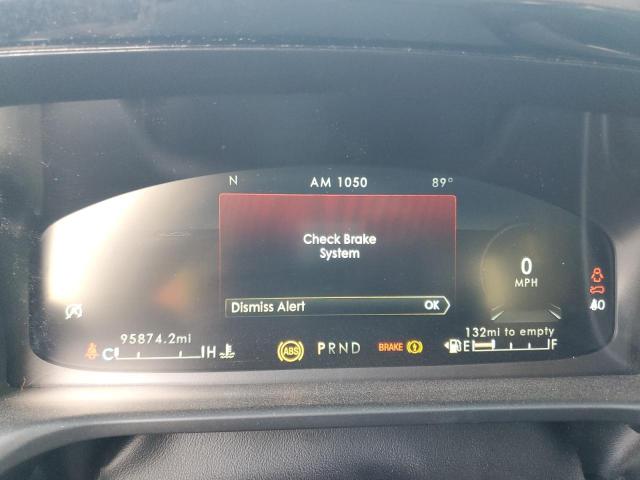 N AM 1050 89°
Check Brake
System
0
MPH
Dismiss Alert OK
95874.2mi
132mi to empty
C H ABS PRND BRAKE E F